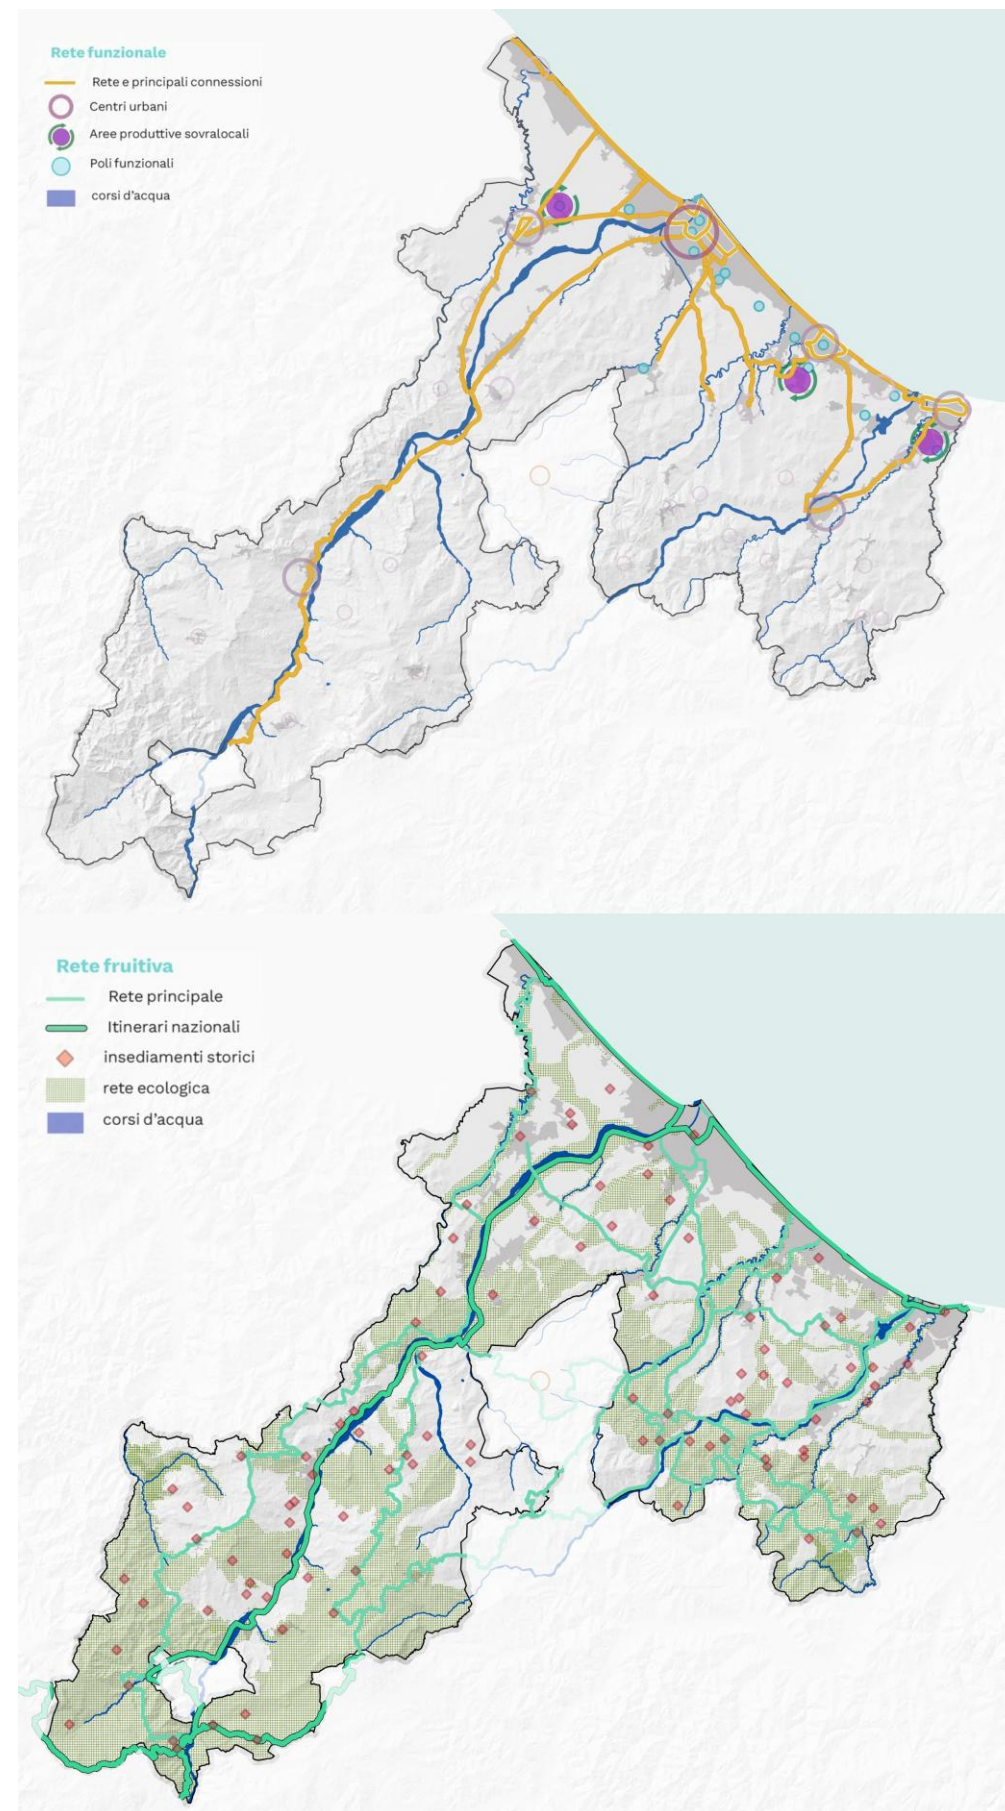 Rete funzionale
Rete e principali connessioni
Centri urbani
Aree produttive sovralocali
Poli funzionali
corsi d'acqua
Rete fruitiva
Rete principale
Itinerari nazionali
insediamenti storici
rete ecologica
corsi d'acqua